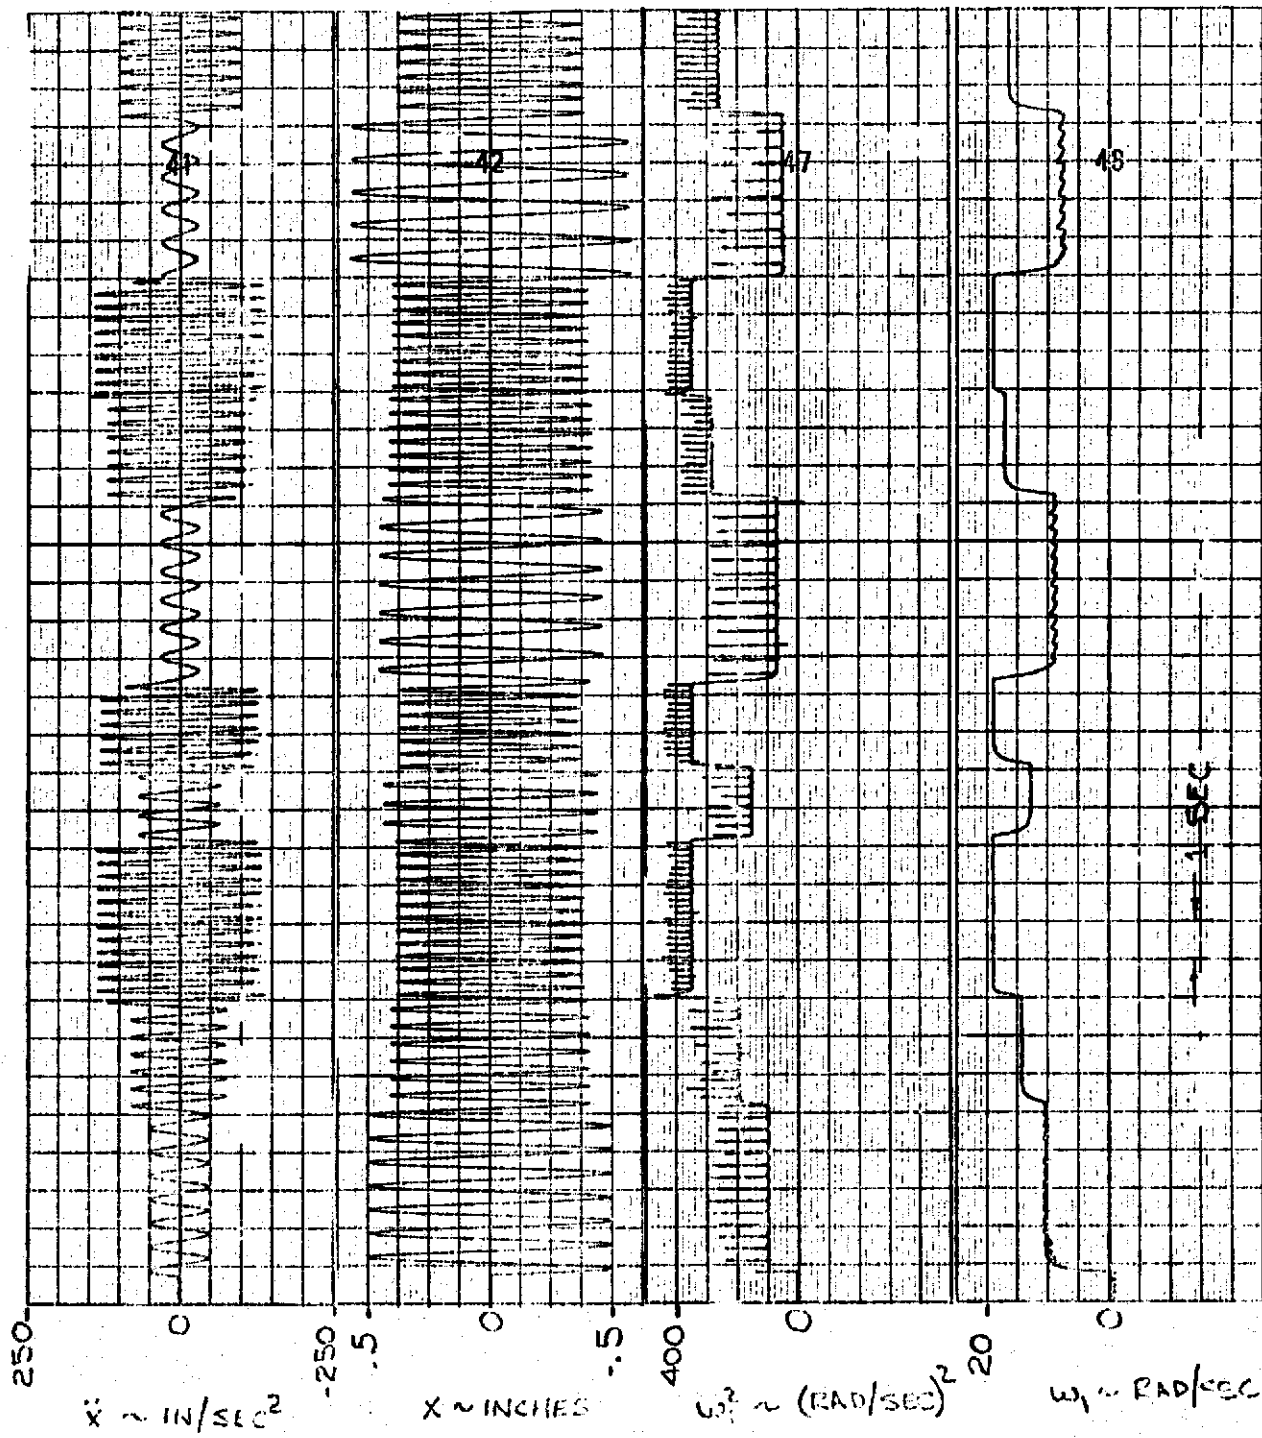 41
42
47
48
1 SEC
250
0
-250
.5
0
-.5
400
0
20
0
ẍ ~ IN/SEC²
X ~ INCHES
ω₁² ~ (RAD/SEC)²
ω₁ ~ RAD/SEC